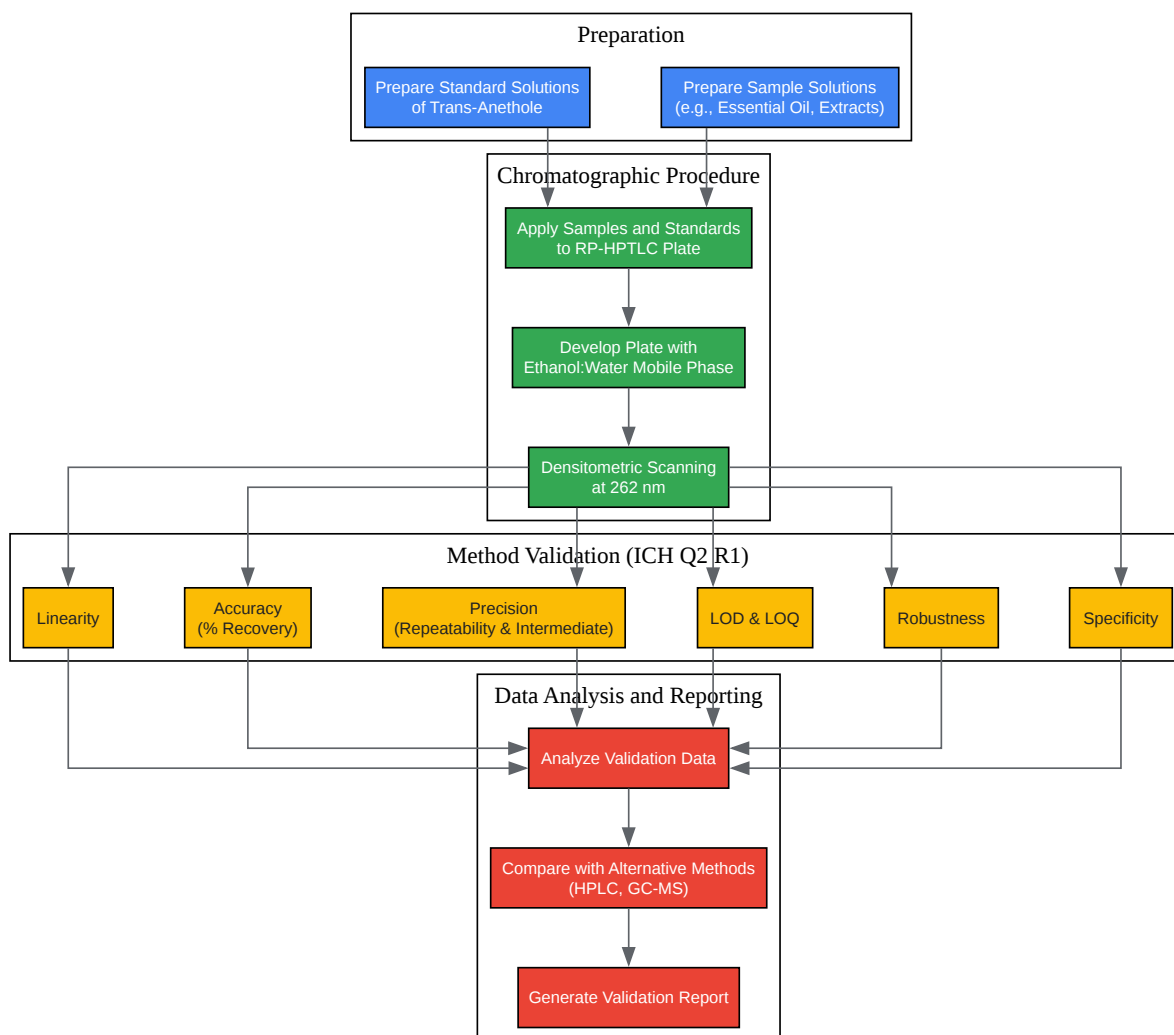 Preparation
Prepare Standard Solutions
of Trans-Anethole
Prepare Sample Solutions
(e.g., Essential Oil, Extracts)
Chromatographic Procedure
Apply Samples and Standards
to RP-HPTLC Plate
Develop Plate with
Ethanol:Water Mobile Phase
Densitometric Scanning
at 262 nm
Method Validation (ICH Q2 R1)
Linearity
Accuracy
(% Recovery)
Precision
(Repeatability & Intermediate)
LOD & LOQ
Robustness
Specificity
Data Analysis and Reporting
Analyze Validation Data
Compare with Alternative Methods
(HPLC, GC-MS)
Generate Validation Report